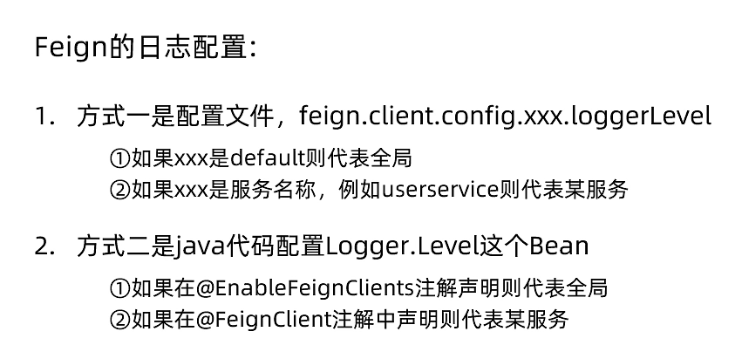 Feign的日志配置：
1. 方式一是配置文件，feign.client.config.xxx.loggerLevel
①如果xxx是default则代表全局
②如果xxx是服务名称，例如userservice则代表某服务
2. 方式二是java代码配置Logger.Level这个Bean
①如果在@EnableFeignClients注解声明则代表全局
②如果在@FeignClient注解中声明则代表某服务